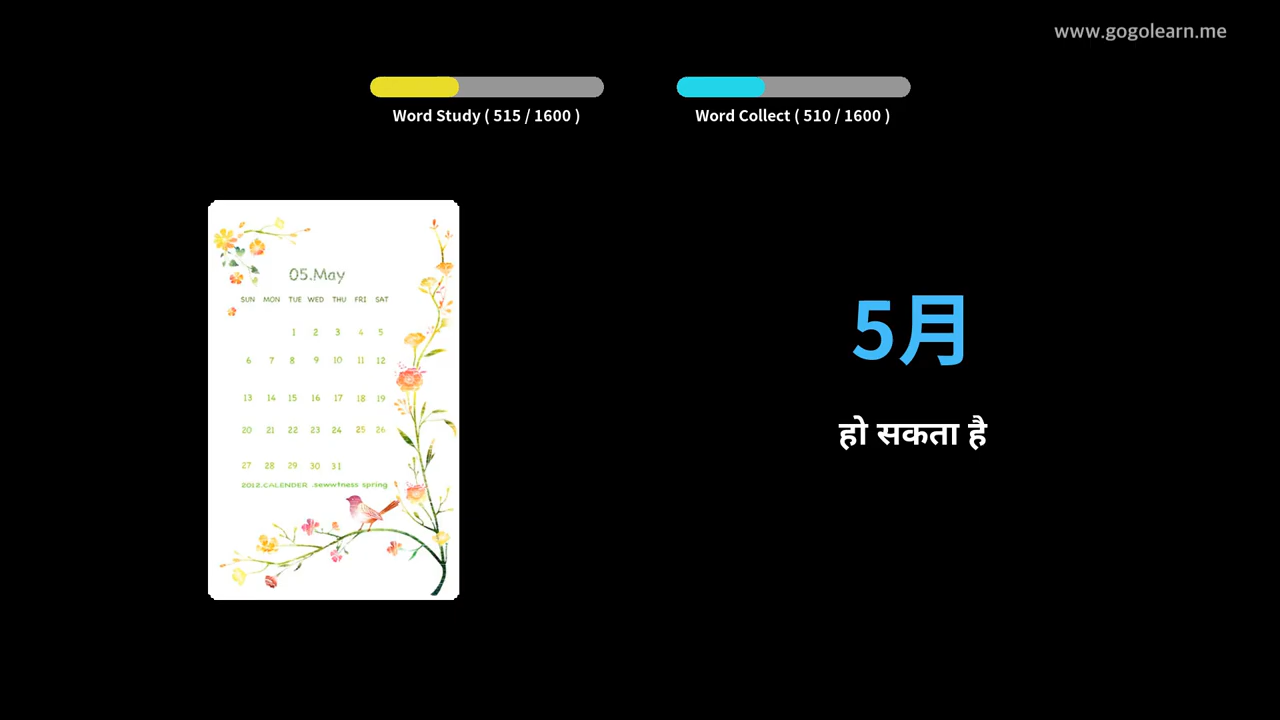 www.gogolearn.me
Word Study ( 515 / 1600 )
Word Collect ( 510 / 1600 )
05.May
SUN MON TUE WED THU FRI SAT
1 2 3 4 5
6 7 8 9 10 11 12
13 14 15 16 17 18 19
20 21 22 23 24 25 26
27 28 29 30 31
2012.CALENDER .sewwtness spring
5月
हो सकता है